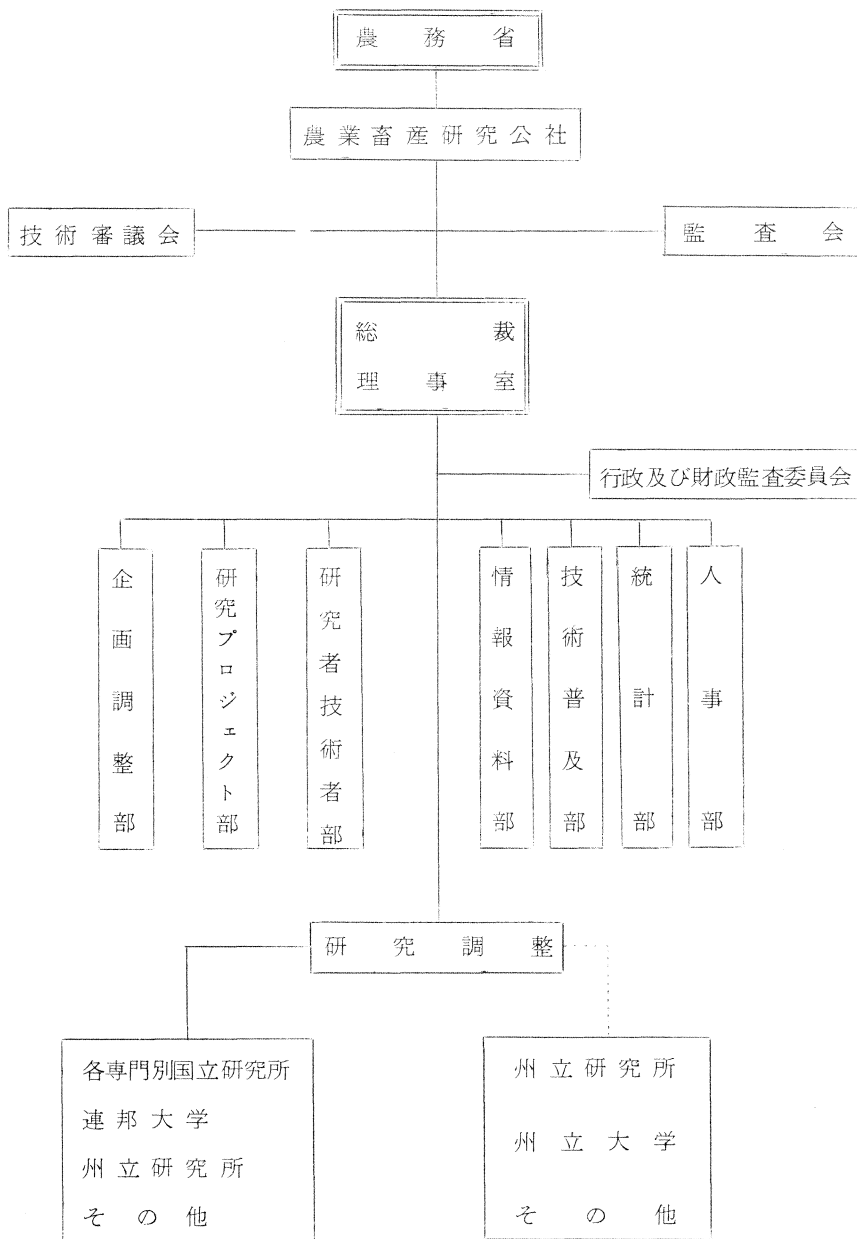 農務省
農業畜産研究公社
技術審議会
監査会
総裁
理事室
行政及び財政監査委員会
企画調整部
研究プロジェクト部
研究者技術者部
情報資料部
技術普及部
統計部
人事部
研究調整
各専門別国立研究所
連邦大学
州立研究所
その他
州立研究所
州立大学
その他